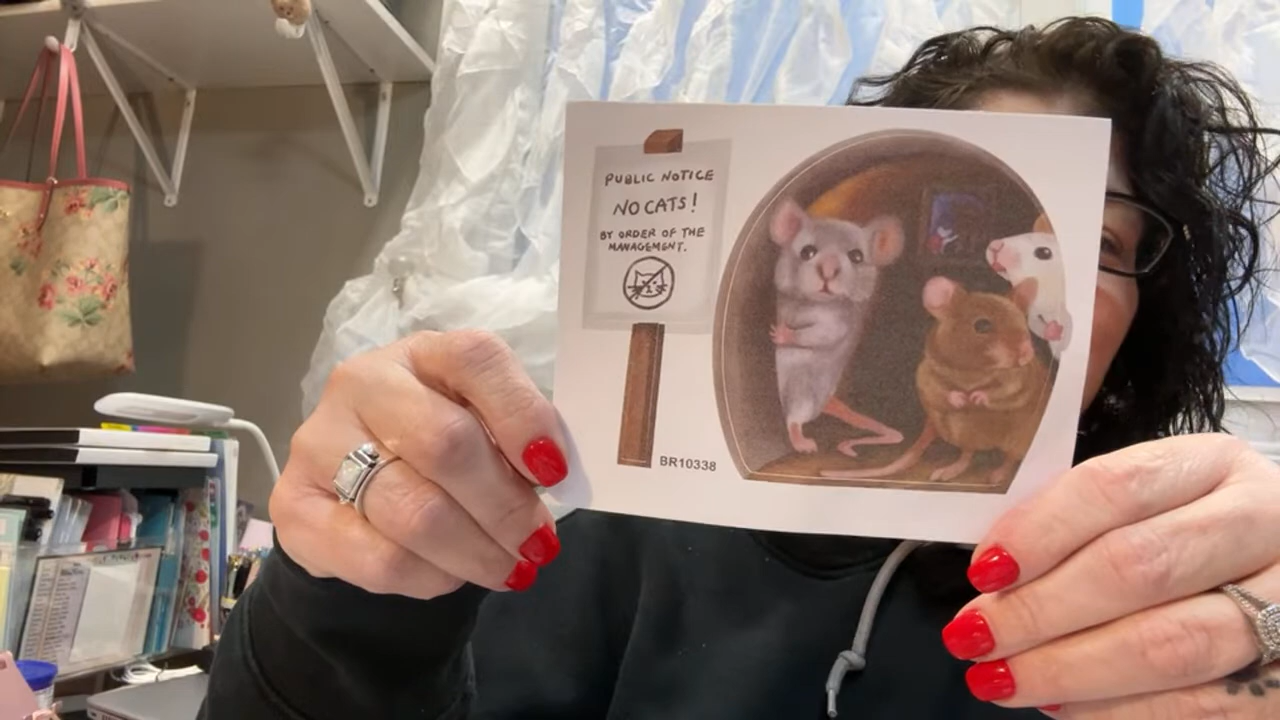 PUBLIC NOTICE
NO CATS!
BY ORDER OF THE
MANAGEMENT.
BR10338